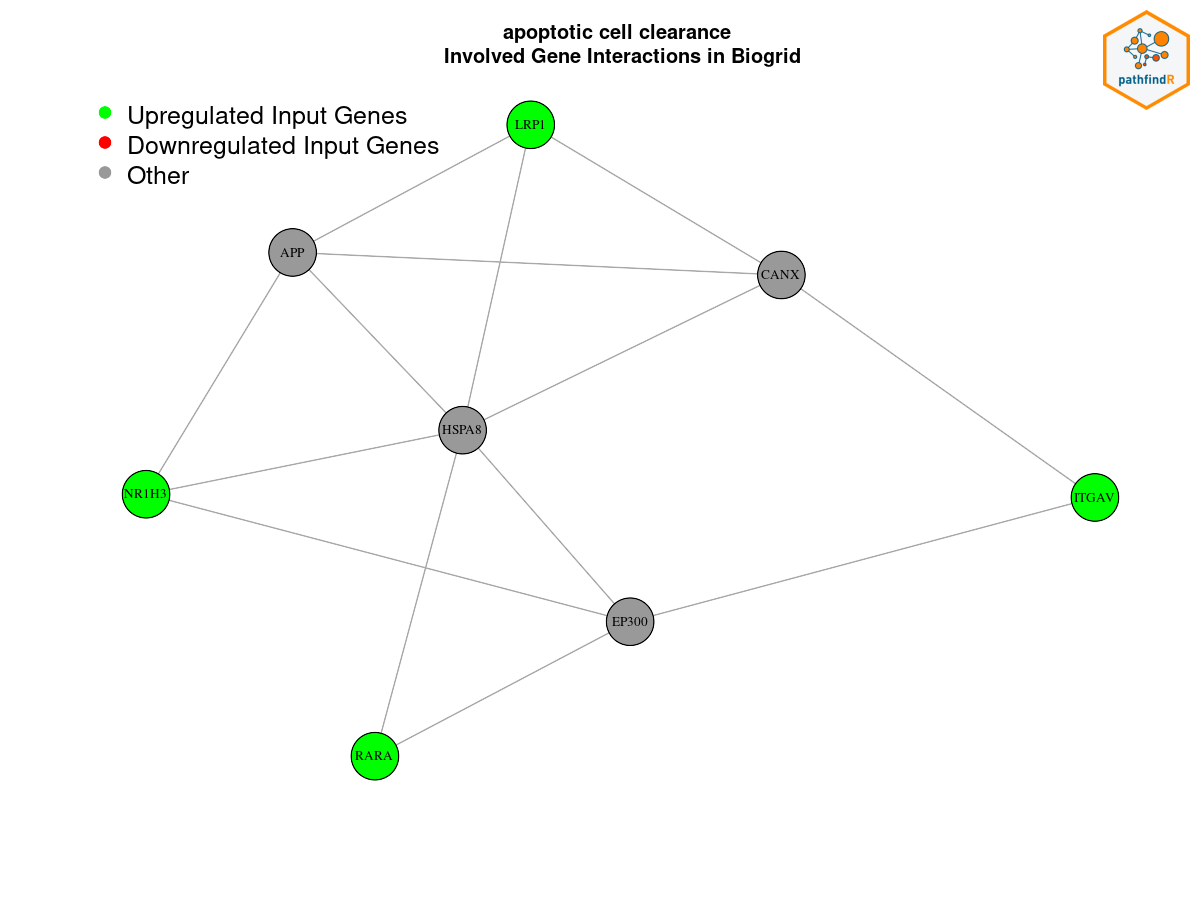 apoptotic cell clearance
Involved Gene Interactions in Biogrid
pathfindR
Upregulated Input Genes
Downregulated Input Genes
Other
LRP1
APP
CANX
HSPA8
NR1H3
ITGAV
EP300
RARA